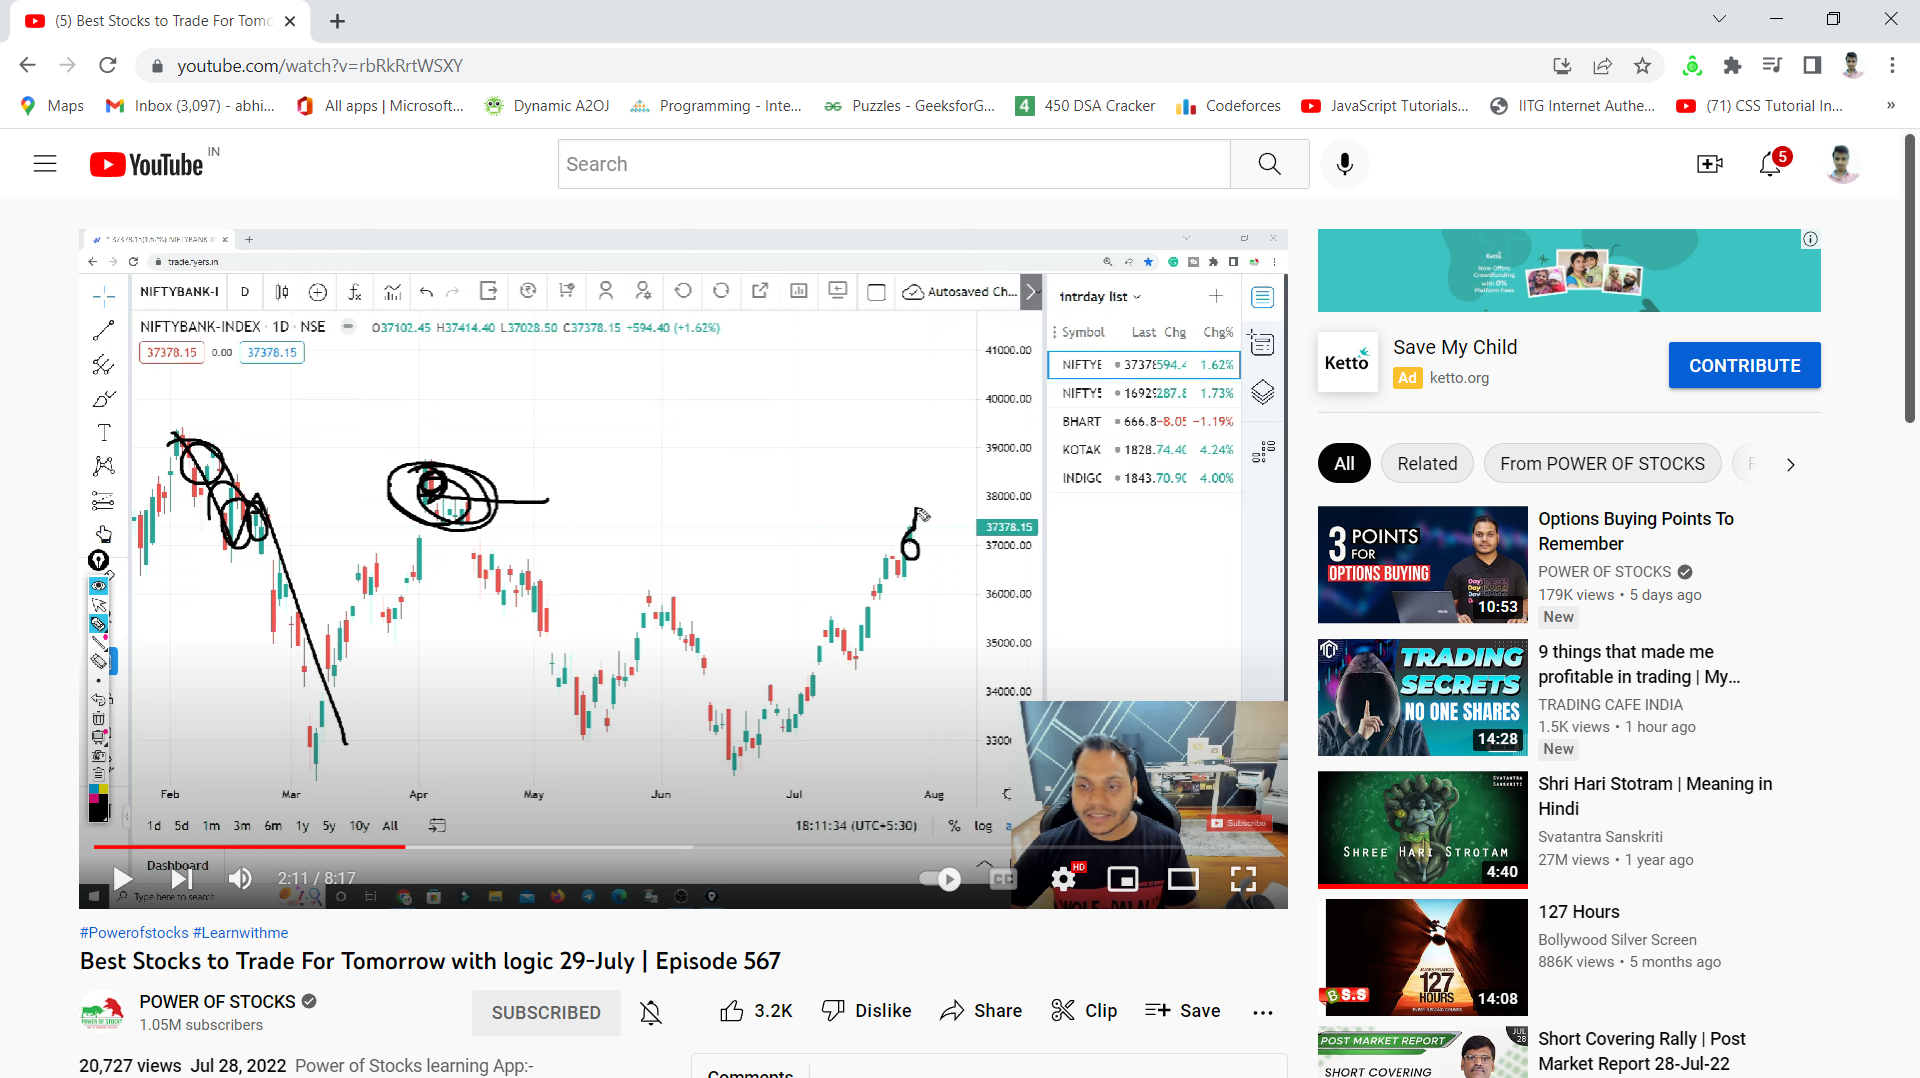 (5) Best Stocks to Trade For Tomo
youtube.com/watch?v=rbRkRrtWSXY
Maps
Inbox (3,097) - abhi...
All apps | Microsoft...
Dynamic A2OJ
Programming - Inte...
Puzzles - GeeksforG...
450 DSA Cracker
Codeforces
JavaScript Tutorials...
IITG Internet Authe...
(71) CSS Tutorial In...
»
YouTube IN
Search
5
trade.fyers.in
NIFTYBANK-I D
Autosaved Ch...
NIFTYBANK-INDEX · 1D · NSE O37102.45 H37414.40 L37028.50 C37378.15 +594.40 (+1.62%)
37378.15 0.00 37378.15
41000.00
40000.00
39000.00
38000.00
37378.15
37000.00
36000.00
35000.00
34000.00
3300
Feb Mar Apr May Jun Jul Aug
1d 5d 1m 3m 6m 1y 5y 10y All
18:11:34 (UTC+5:30) % log a
Dashboard
2:11 / 8:17
CC
HD
Type here to search
intrday list
Symbol Last Chg Chg%
NIFTYE 3737 594.4 1.62%
NIFTY5 1692 287.8 1.73%
BHART 666.8 -8.05 -1.19%
KOTAK 1828. 74.40 4.24%
INDIGO 1843. 70.90 4.00%
Subscribe
#Powerofstocks #Learnwithme
Best Stocks to Trade For Tomorrow with logic 29-July | Episode 567
POWER OF STOCKS
1.05M subscribers
SUBSCRIBED
3.2K
Dislike
Share
Clip
Save
20,727 views Jul 28, 2022 Power of Stocks learning App:-
Comments
Ketto
Now Offers
Crowdfunding
with 0%
Platform Fees
Ketto
Save My Child
Ad ketto.org
CONTRIBUTE
All
Related
From POWER OF STOCKS
3 POINTS
FOR
OPTIONS BUYING
10:53
Options Buying Points To
Remember
POWER OF STOCKS
179K views • 5 days ago
New
TRADING
SECRETS
NO ONE SHARES
14:28
9 things that made me
profitable in trading | My...
TRADING CAFE INDIA
1.5K views • 1 hour ago
New
SVATANTRA
SANSKRITI
SHREE HARI STROTAM
4:40
Shri Hari Stotram | Meaning in
Hindi
Svatantra Sanskriti
27M views • 1 year ago
JAMES FRANCO
127
HOURS
B S.S
14:08
127 Hours
Bollywood Silver Screen
886K views • 5 months ago
POST MARKET REPORT
JUL
28
SHORT COVERING
Short Covering Rally | Post
Market Report 28-Jul-22